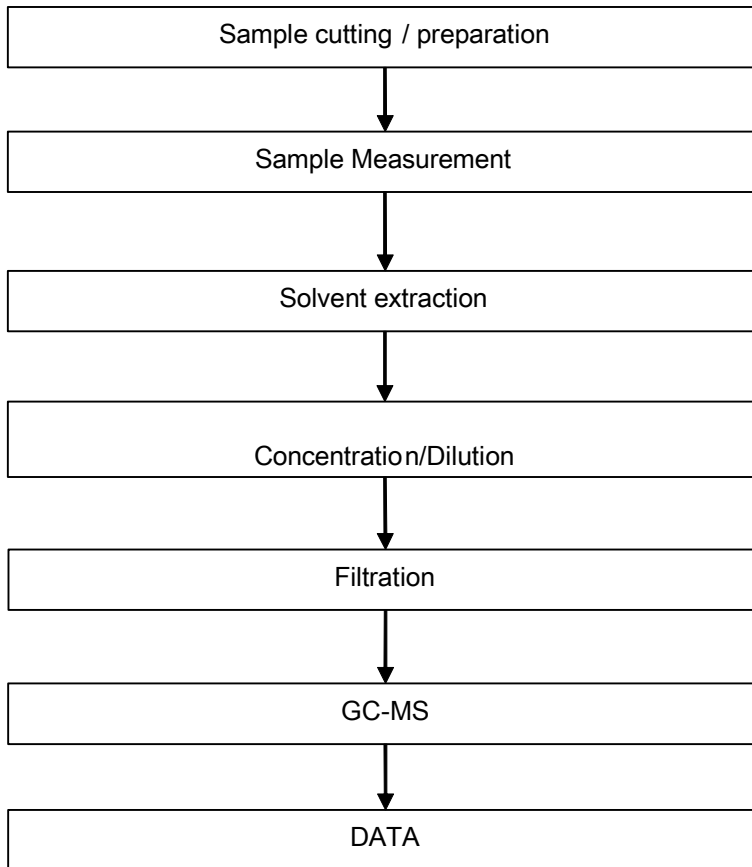 Sample cutting / preparation
Sample Measurement
Solvent extraction
Concentration/Dilution
Filtration
GC-MS
DATA